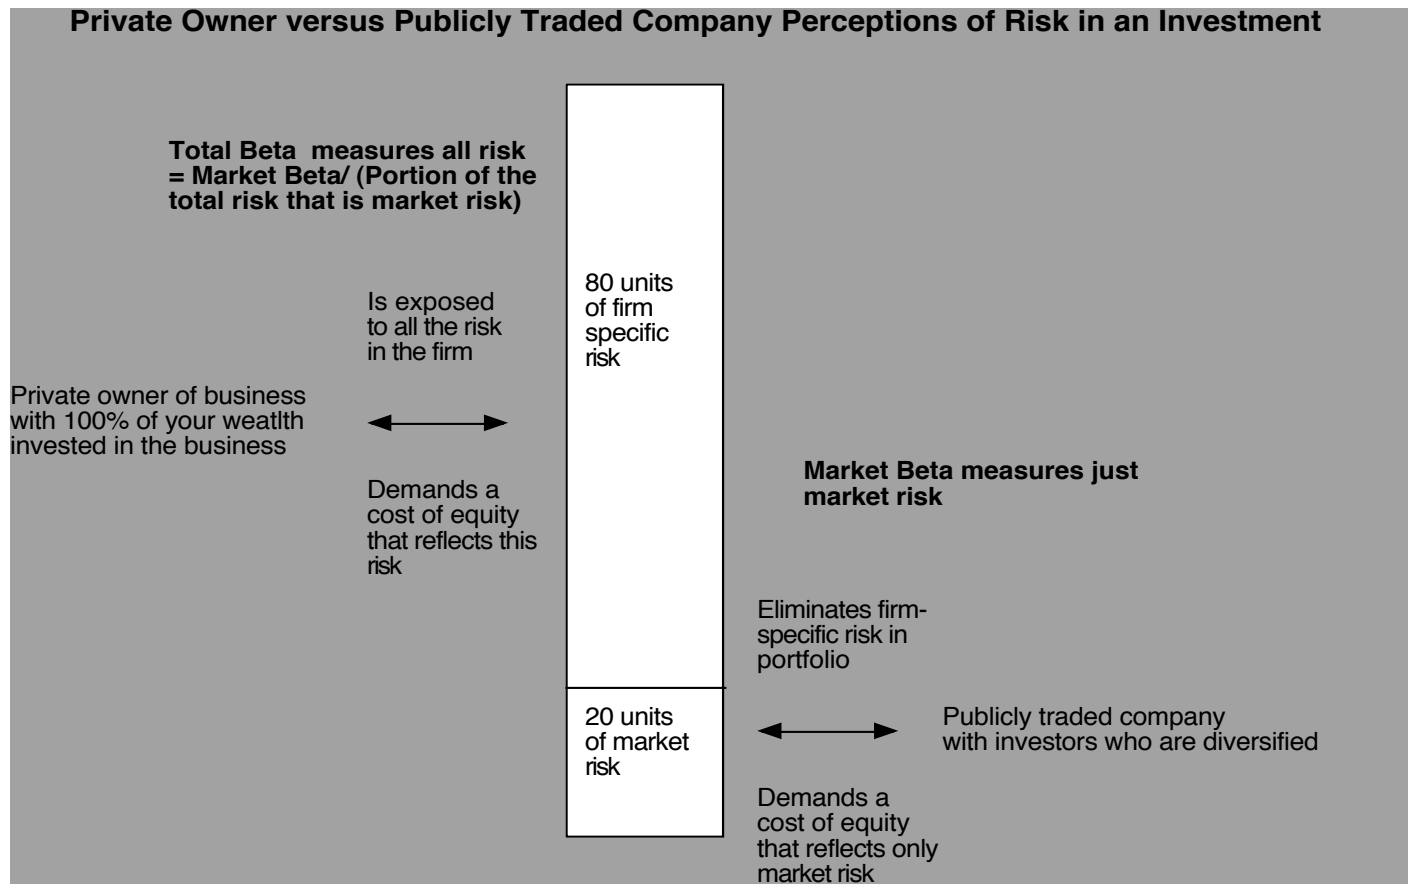 Private Owner versus Publicly Traded Company Perceptions of Risk in an Investment
Total Beta measures all risk
= Market Beta/ (Portion of the
total risk that is market risk)
80 units
of firm
specific
risk
Is exposed
to all the risk
in the firm
Private owner of business
with 100% of your weatlth
invested in the business
Demands a
cost of equity
that reflects this
risk
Market Beta measures just
market risk
Eliminates firm-
specific risk in
portfolio
20 units
of market
risk
Publicly traded company
with investors who are diversified
Demands a
cost of equity
that reflects only
market risk